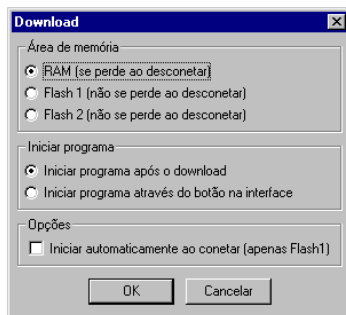 Download
Área de memória
RAM (se perde ao desconetar)
Flash 1 (não se perde ao desconetar)
Flash 2 (não se perde ao desconetar)
Iniciar programa
Iniciar programa após o download
Iniciar programa através do botão na interface
Opções
Iniciar automaticamente ao conetar (apenas Flash1)
OK Cancelar